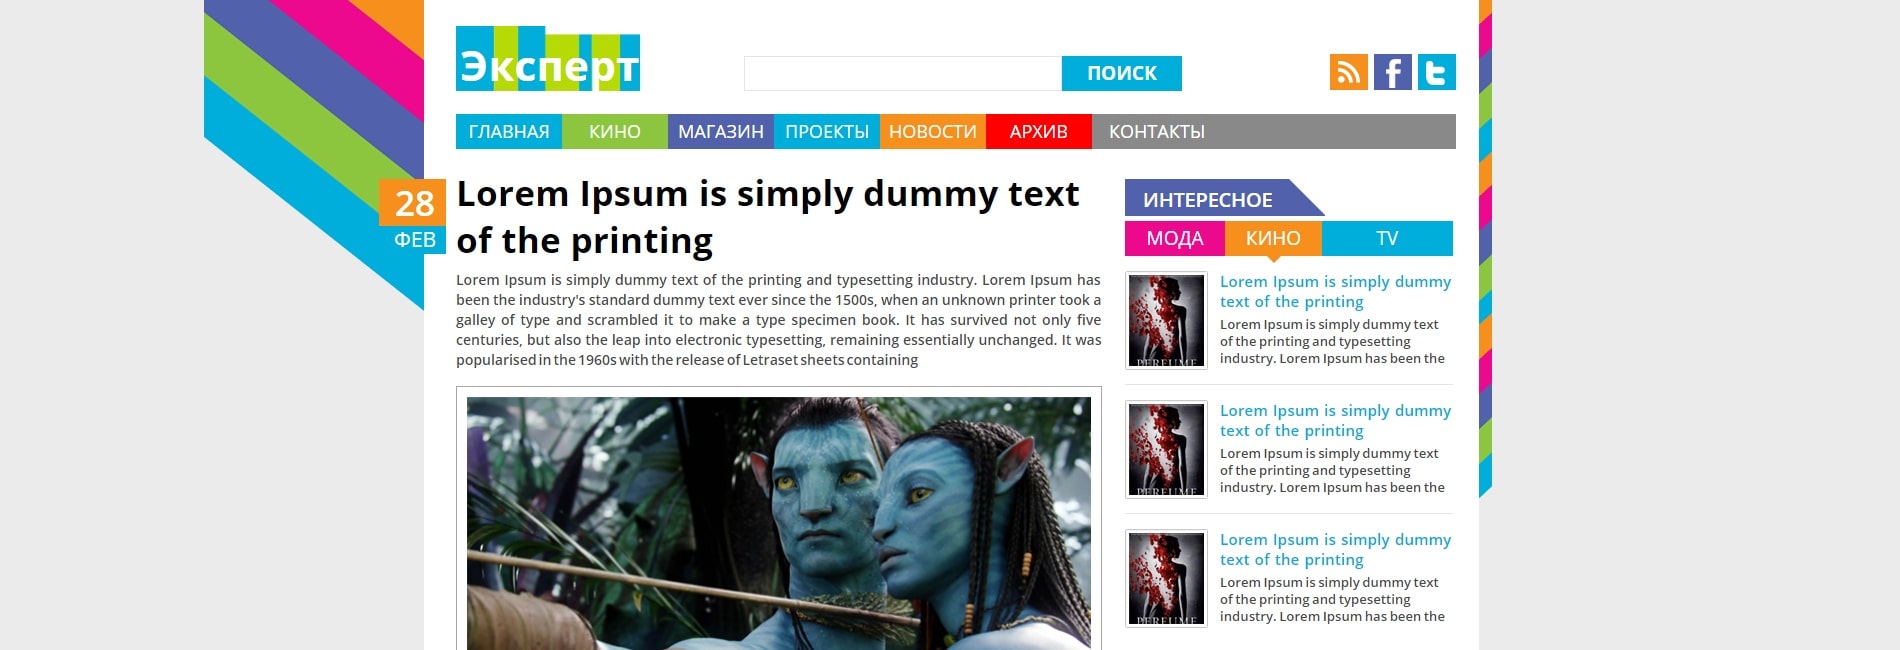 Эксперт
ПОИСК
ГЛАВНАЯ КИНО МАГАЗИН ПРОЕКТЫ НОВОСТИ АРХИВ КОНТАКТЫ
28
ФЕВ
Lorem Ipsum is simply dummy text
of the printing
Lorem Ipsum is simply dummy text of the printing and typesetting industry. Lorem Ipsum has
been the industry's standard dummy text ever since the 1500s, when an unknown printer took a
galley of type and scrambled it to make a type specimen book. It has survived not only five
centuries, but also the leap into electronic typesetting, remaining essentially unchanged. It was
popularised in the 1960s with the release of Letraset sheets containing
ИНТЕРЕСНОЕ
МОДА КИНО TV
PERFUME
Lorem Ipsum is simply dummy
text of the printing
Lorem Ipsum is simply dummy text
of the printing and typesetting
industry. Lorem Ipsum has been the
PERFUME
Lorem Ipsum is simply dummy
text of the printing
Lorem Ipsum is simply dummy text
of the printing and typesetting
industry. Lorem Ipsum has been the
PERFUME
Lorem Ipsum is simply dummy
text of the printing
Lorem Ipsum is simply dummy text
of the printing and typesetting
industry. Lorem Ipsum has been the